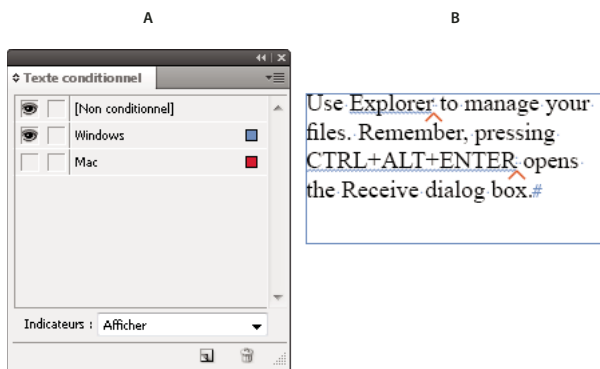 A
B
Texte conditionnel
[Non conditionnel]
Windows
Mac
Indicateurs : Afficher
Use Explorer to manage your
files. Remember, pressing
CTRL+ALT+ENTER opens
the Receive dialog box.#